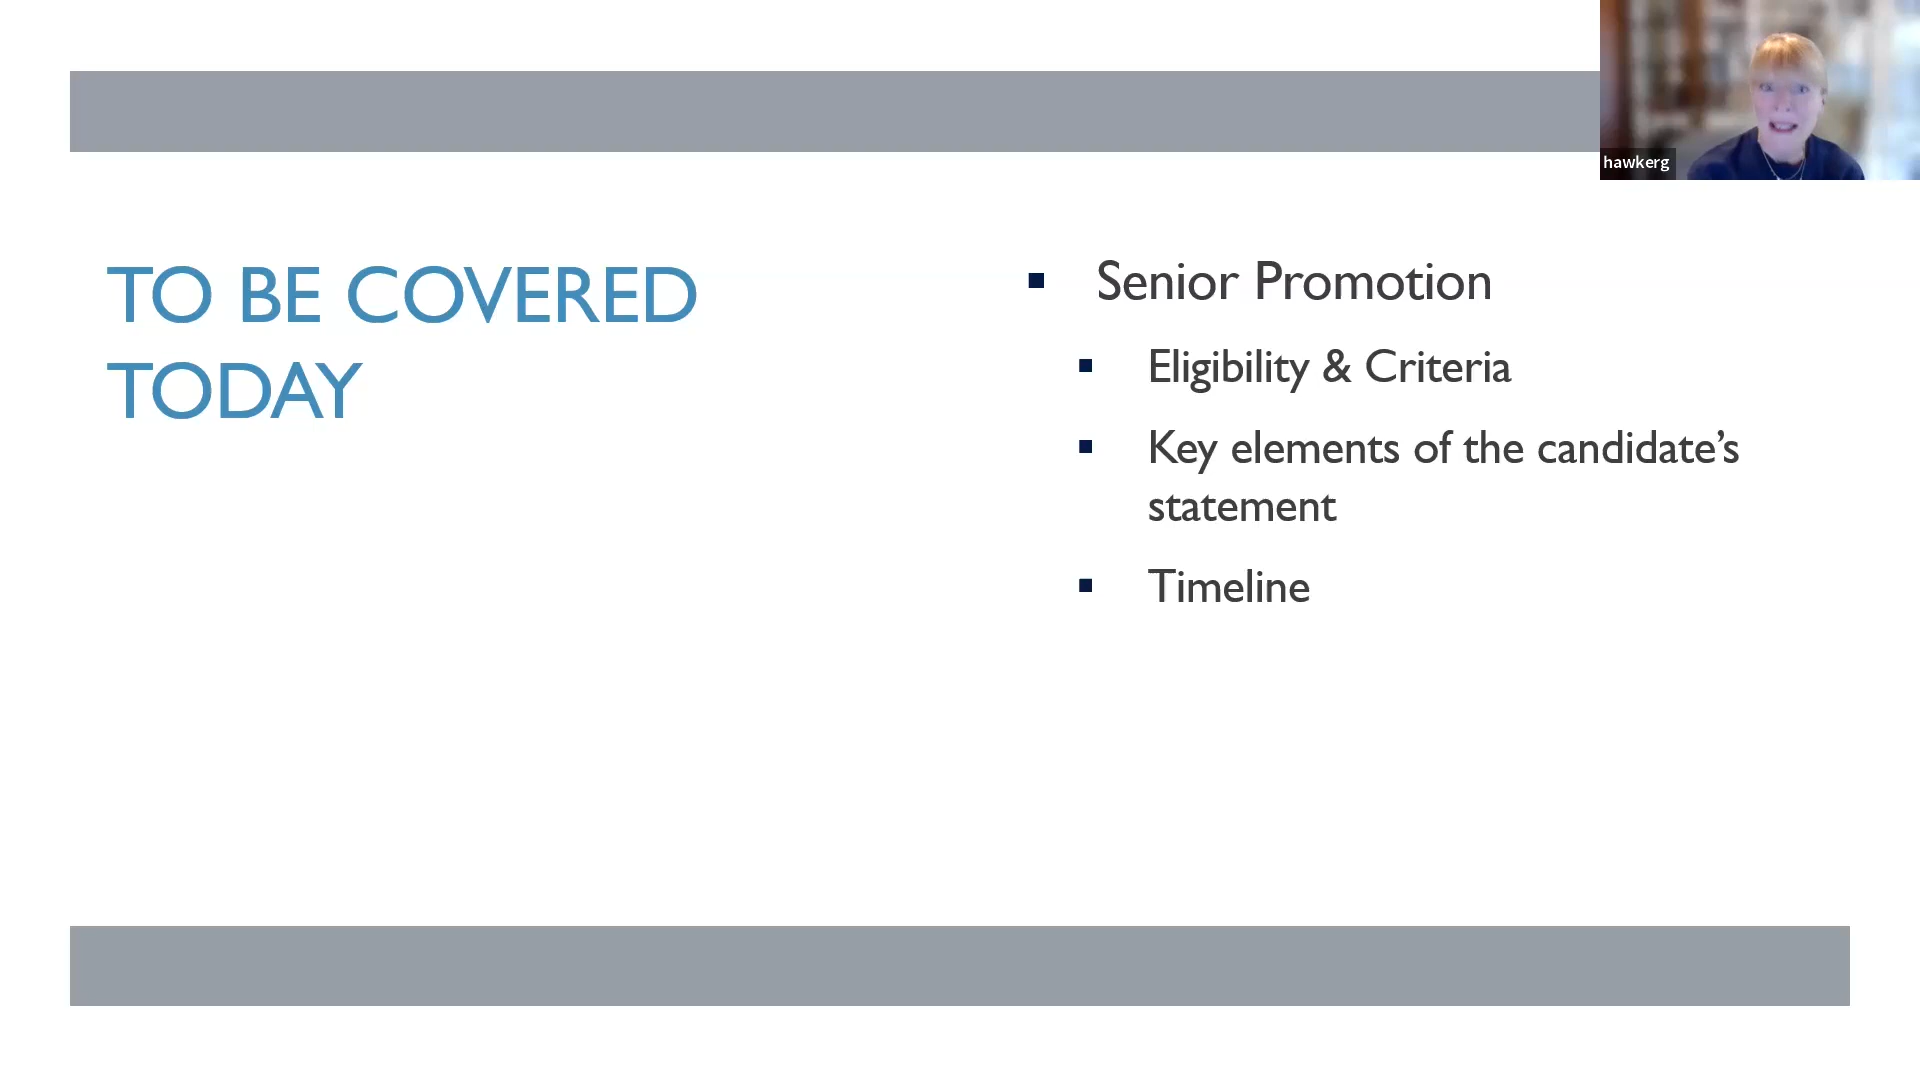 hawkerg
TO BE COVERED
TODAY
▪ Senior Promotion
▪ Eligibility & Criteria
▪ Key elements of the candidate’s
statement
▪ Timeline